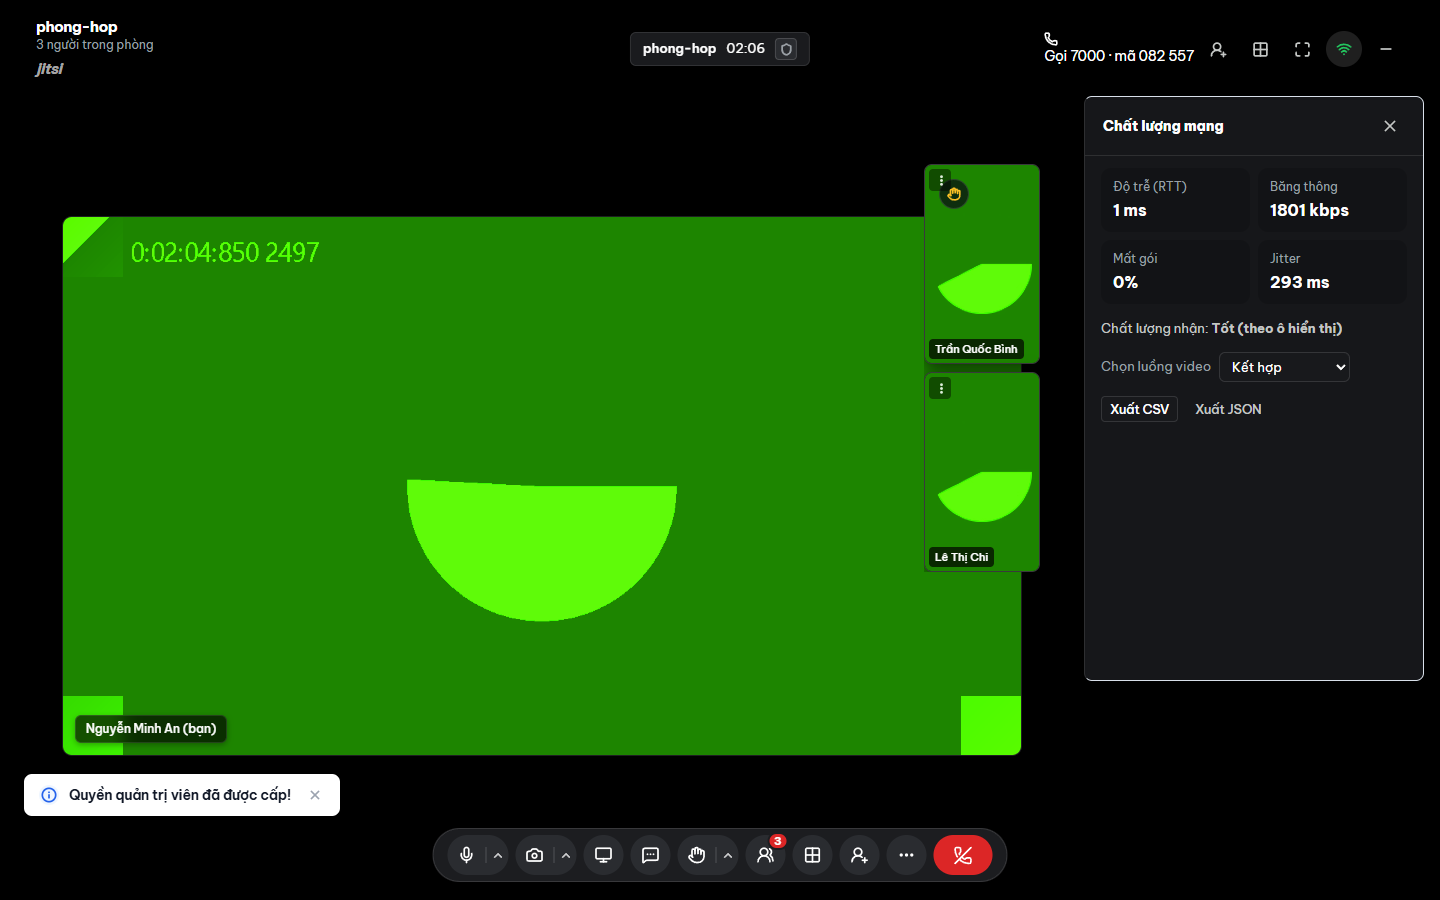 phong-hop
3 người trong phòng
jitsi
phong-hop 02:06
Gọi 7000 · mã 082 557
Chất lượng mạng
Độ trễ (RTT)
1 ms
Băng thông
1801 kbps
Mất gói
0%
Jitter
293 ms
Chất lượng nhận: Tốt (theo ô hiển thị)
Chọn luồng video Kết hợp
Xuất CSV Xuất JSON
0:02:04:850 2497
Trần Quốc Bình
Lê Thị Chi
Nguyễn Minh An (bạn)
Quyền quản trị viên đã được cấp!
3